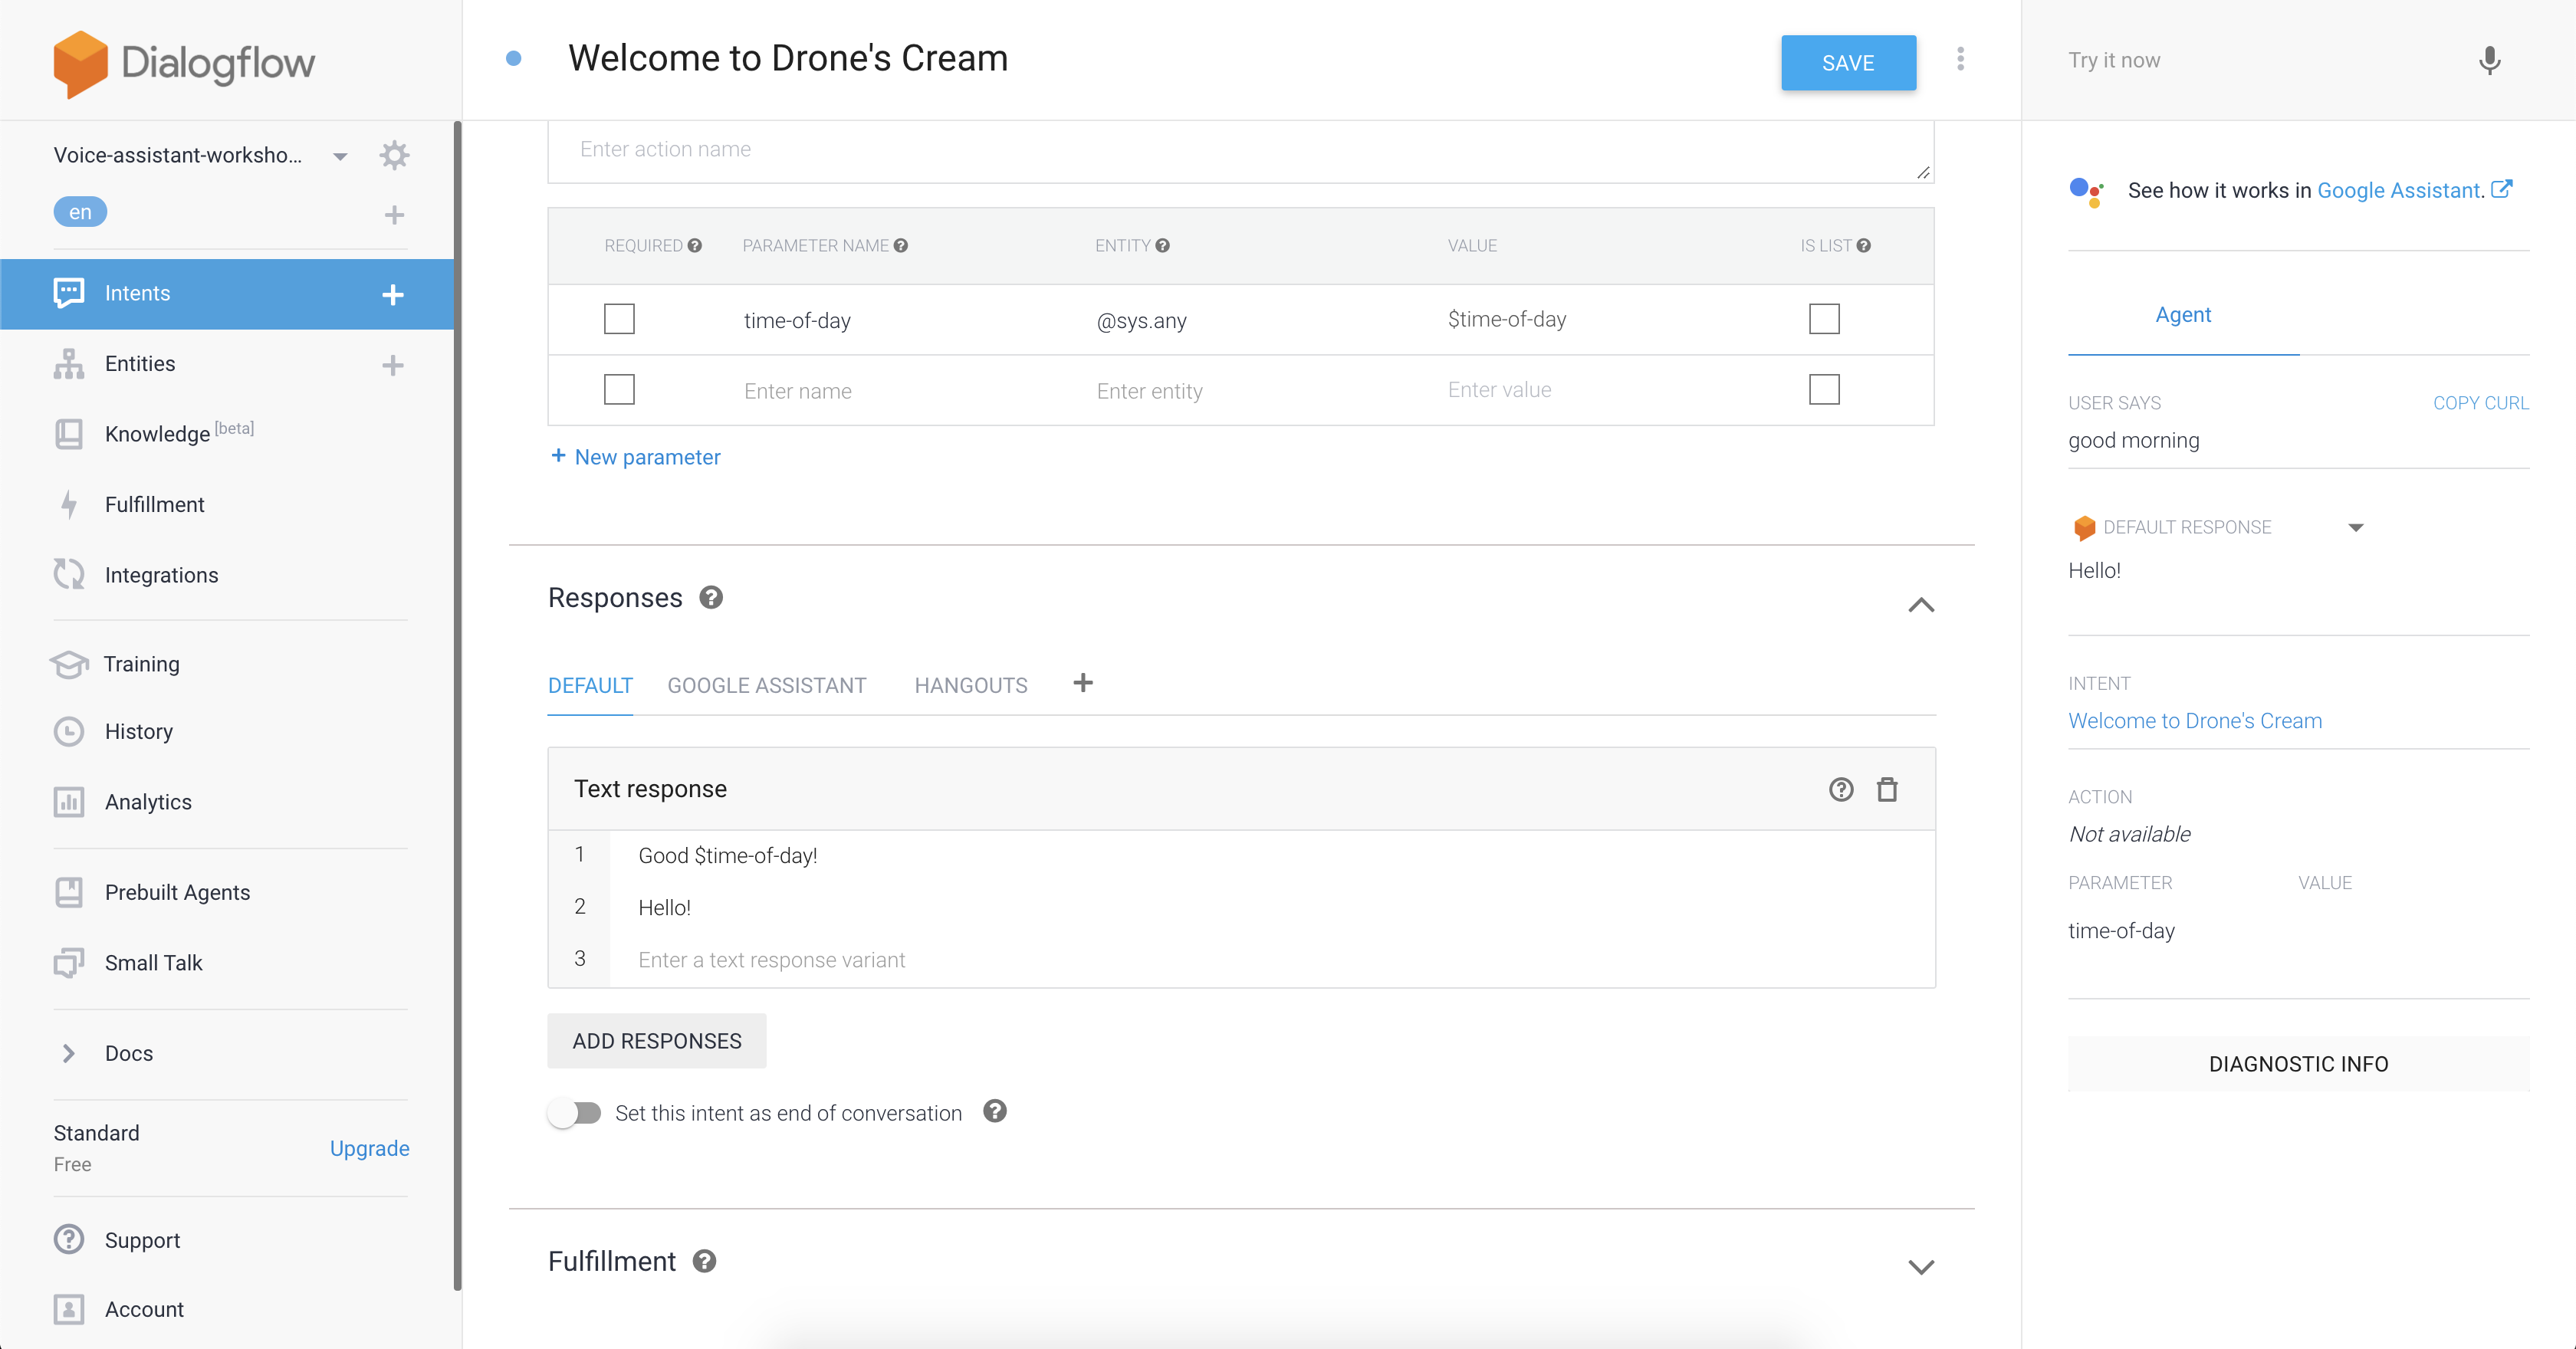 Dialogflow
Voice-assistant-worksho...
en
Intents
Entities
Knowledge [beta]
Fulfillment
Integrations
Training
History
Analytics
Prebuilt Agents
Small Talk
Docs
Standard
Free
Upgrade
Support
Account
Welcome to Drone's Cream
SAVE
Enter action name
REQUIRED PARAMETER NAME ENTITY VALUE IS LIST
time-of-day @sys.any $time-of-day
Enter name Enter entity Enter value
+ New parameter
Responses
DEFAULT GOOGLE ASSISTANT HANGOUTS +
Text response
1 Good $time-of-day!
2 Hello!
3 Enter a text response variant
ADD RESPONSES
Set this intent as end of conversation
Fulfillment
Try it now
See how it works in Google Assistant.
Agent
USER SAYS COPY CURL
good morning
DEFAULT RESPONSE
Hello!
INTENT
Welcome to Drone's Cream
ACTION
Not available
PARAMETER VALUE
time-of-day
DIAGNOSTIC INFO